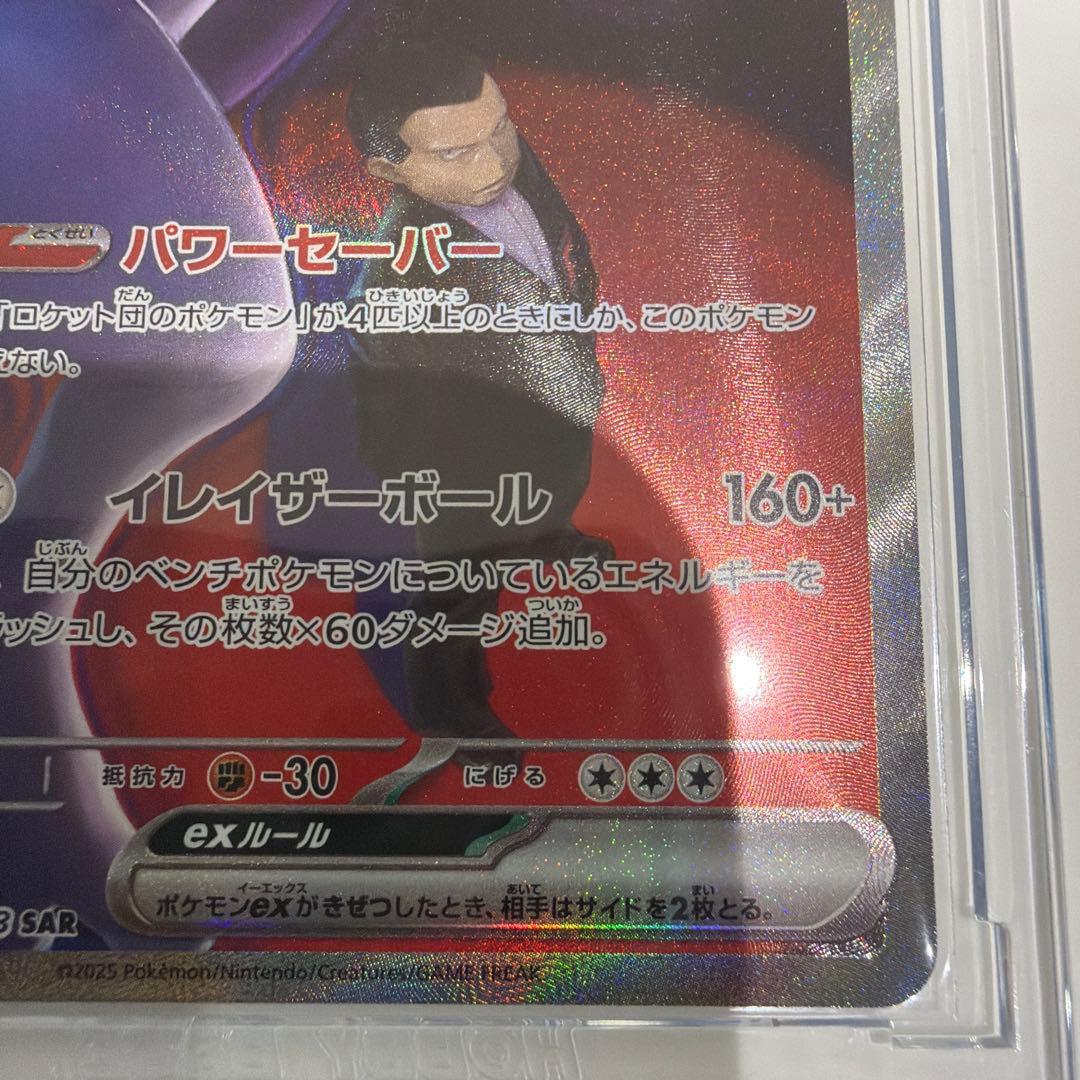 とくせい パワーセーバー
「ロケット団のポケモン」が4匹以上のときにしか、このポケモン
ない。
イレイザーボール 160+
自分のベンチポケモンについているエネルギーを
ッシュし、その枚数×60ダメージ追加。
抵抗力 -30 にげる
exルール
ポケモンexがきぜつしたとき、相手はサイドを2枚とる。
SAR
©2025 Pokémon/Nintendo/Creatures/GAME FREAK